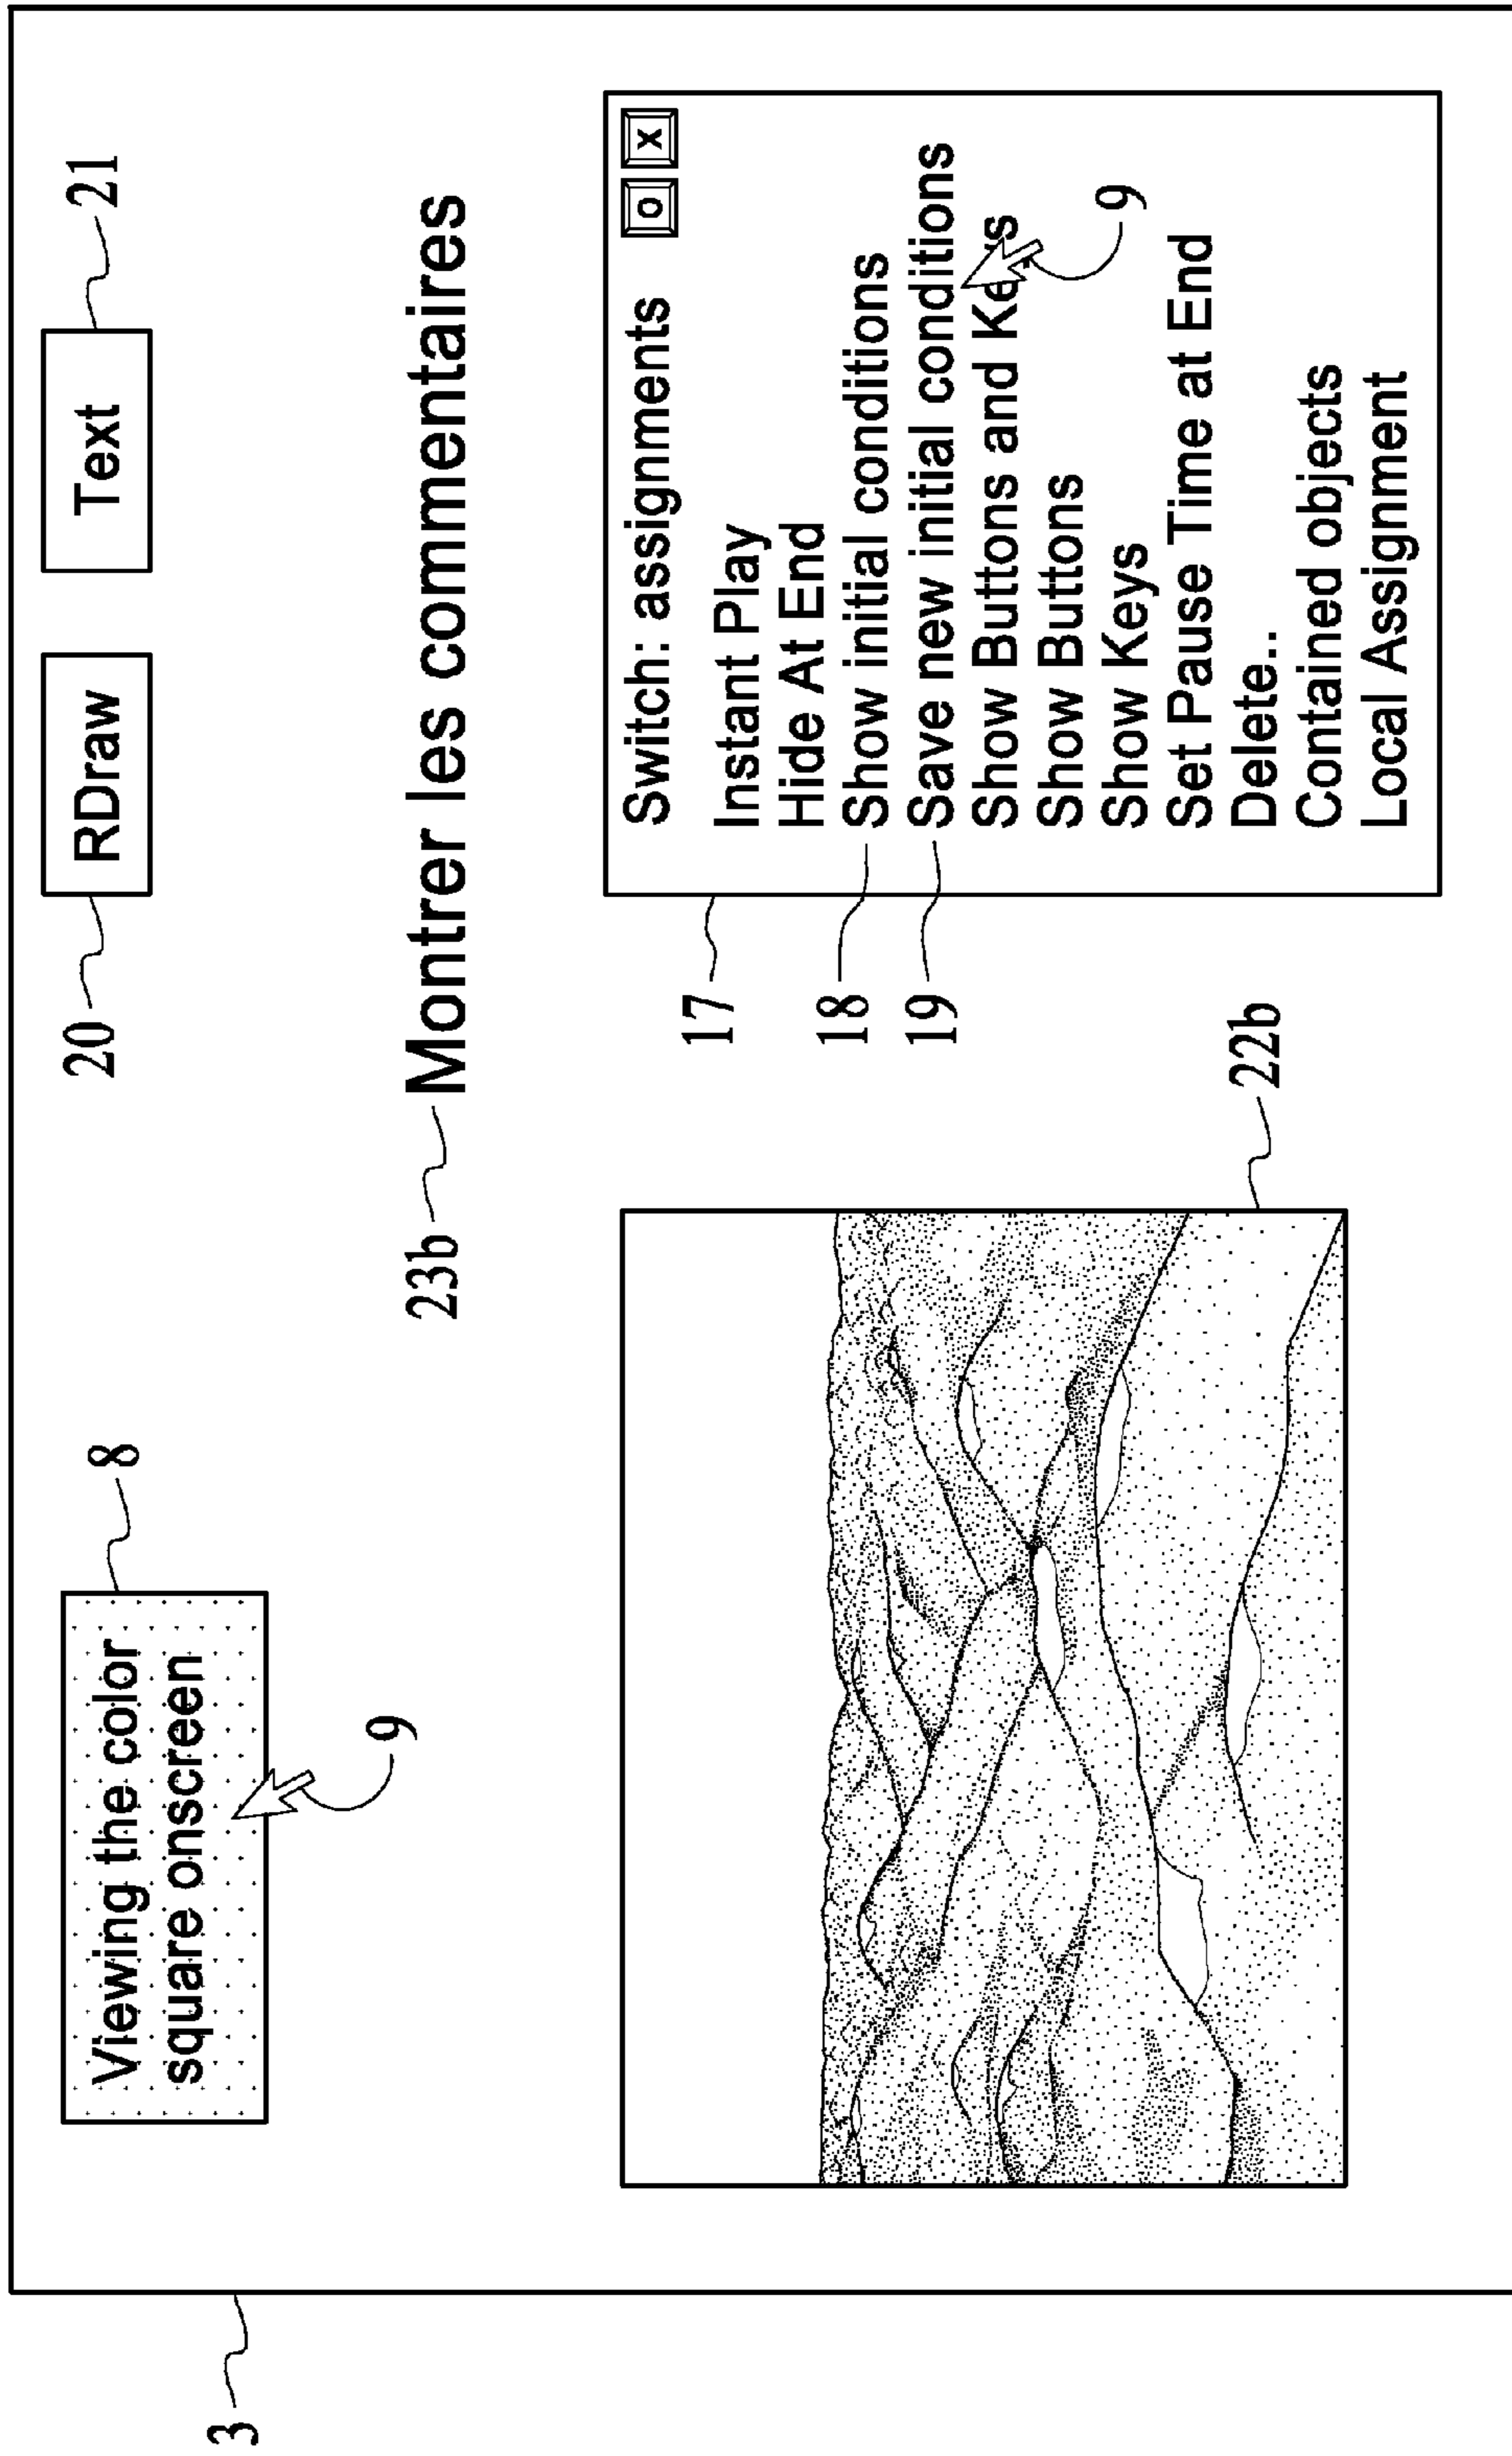 3
Viewing the color
square onscreen
8
9
20
RDraw
Text
21
23b
Montrer les commentaires
22b
17
18
19
Switch: assignments
o x
Instant Play
Hide At End
Show initial conditions
Save new initial conditions
Show Buttons and Keys
Show Buttons
Show Keys
Set Pause Time at End
Delete..
Contained objects
Local Assignment
9